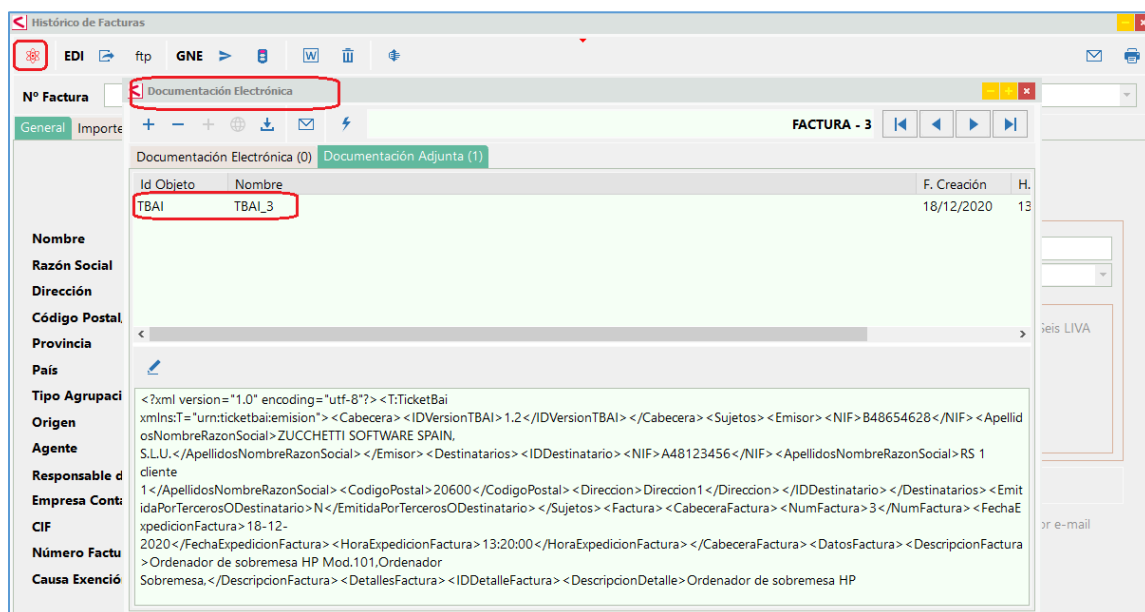 Histórico de Facturas
EDI ftp GNE W
Nº Factura
Documentación Electrónica
General Importe
FACTURA - 3
Documentación Electrónica (0) Documentación Adjunta (1)
Id Objeto Nombre F. Creación H.
TBAI TBAI_3 18/12/2020 13
Nombre
Razón Social
Dirección
Código Postal,
Seis LIVA
Provincia
País
Tipo Agrupaci
Origen
Agente
Responsable d
Empresa Conta
CIF
or e-mail
Número Factu
Causa Exenció
<?xml version="1.0" encoding="utf-8"?><T:TicketBai
xmlns:T="urn:ticketbai:emision"><Cabecera><IDVersionTBAI>1.2</IDVersionTBAI></Cabecera><Sujetos><Emisor><NIF>B48654628</NIF><Apellid
osNombreRazonSocial>ZUCCHETTI SOFTWARE SPAIN,
S.L.U.</ApellidosNombreRazonSocial></Emisor><Destinatarios><IDDestinatario><NIF>A48123456</NIF><ApellidosNombreRazonSocial>RS 1
cliente
1</ApellidosNombreRazonSocial><CodigoPostal>20600</CodigoPostal><Direccion>Direccion1</Direccion></IDDestinatario></Destinatarios><Emit
idaPorTercerosODestinatario>N</EmitidaPorTercerosODestinatario></Sujetos><Factura><CabeceraFactura><NumFactura>3</NumFactura><FechaE
xpedicionFactura>18-12-
2020</FechaExpedicionFactura><HoraExpedicionFactura>13:20:00</HoraExpedicionFactura></CabeceraFactura><DatosFactura><DescripcionFactura
>Ordenador de sobremesa HP Mod.101,Ordenador
Sobremesa,</DescripcionFactura><DetallesFactura><IDDetalleFactura><DescripcionDetalle>Ordenador de sobremesa HP